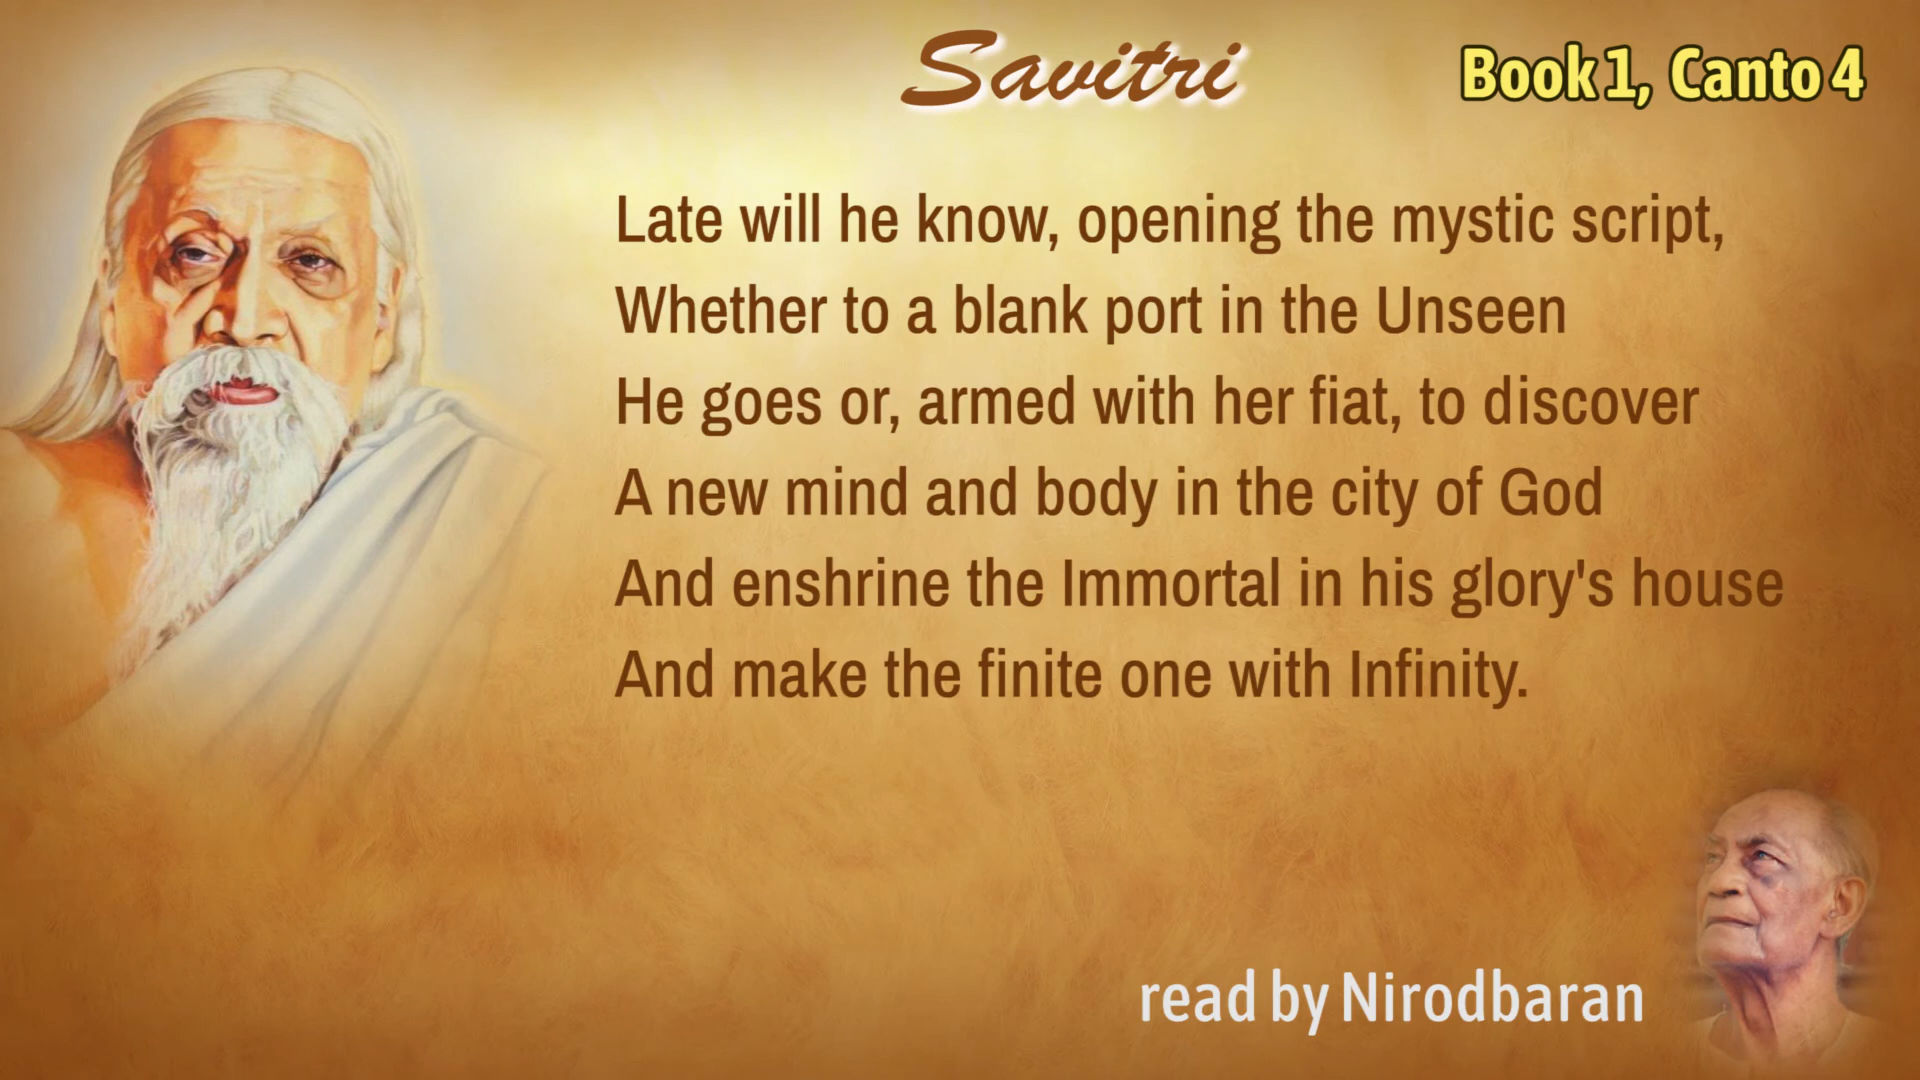 Savitri
Book 1, Canto 4
Late will he know, opening the mystic script,
Whether to a blank port in the Unseen
He goes or, armed with her fiat, to discover
A new mind and body in the city of God
And enshrine the Immortal in his glory's house
And make the finite one with Infinity.
read by Nirodbaran